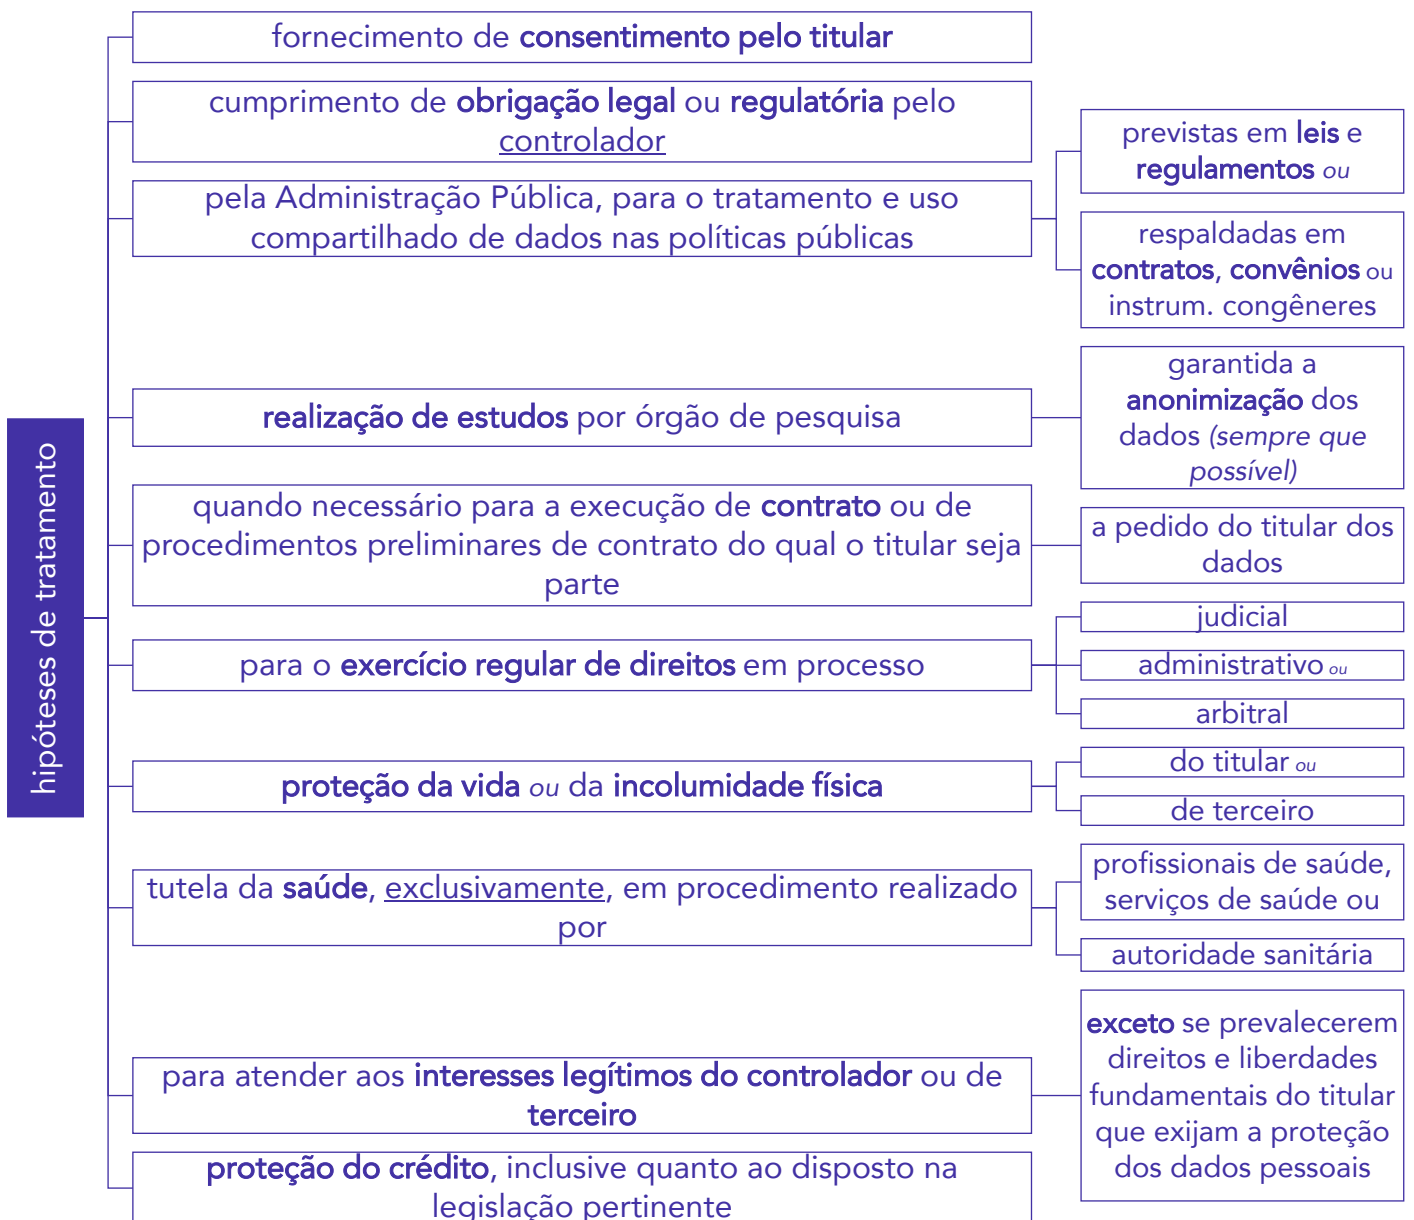 hipóteses de tratamento
fornecimento de consentimento pelo titular
cumprimento de obrigação legal ou regulatória pelo
controlador
pela Administração Pública, para o tratamento e uso
compartilhado de dados nas políticas públicas
previstas em leis e
regulamentos ou
respaldadas em
contratos, convênios ou
instrum. congêneres
realização de estudos por órgão de pesquisa
garantida a
anonimização dos
dados (sempre que
possível)
quando necessário para a execução de contrato ou de
procedimentos preliminares de contrato do qual o titular seja
parte
a pedido do titular dos
dados
para o exercício regular de direitos em processo
judicial
administrativo ou
arbitral
proteção da vida ou da incolumidade física
do titular ou
de terceiro
tutela da saúde, exclusivamente, em procedimento realizado
por
profissionais de saúde,
serviços de saúde ou
autoridade sanitária
para atender aos interesses legítimos do controlador ou de
terceiro
exceto se prevalecerem
direitos e liberdades
fundamentais do titular
que exijam a proteção
dos dados pessoais
proteção do crédito, inclusive quanto ao disposto na
legislação pertinente